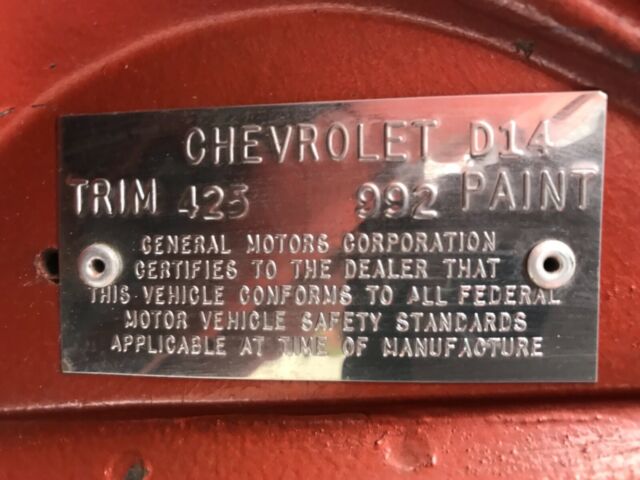 CHEVROLET D14
TRIM 425 992 PAINT
GENERAL MOTORS CORPORATION
CERTIFIES TO THE DEALER THAT
THIS VEHICLE CONFORMS TO ALL FEDERAL
MOTOR VEHICLE SAFETY STANDARDS
APPLICABLE AT TIME OF MANUFACTURE